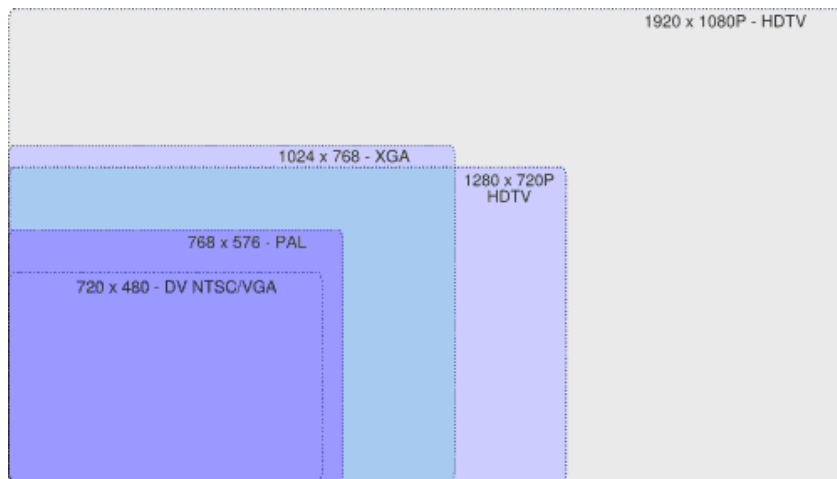 1920 x 1080P - HDTV
1024 x 768 - XGA
1280 x 720P
HDTV
768 x 576 - PAL
720 x 480 - DV NTSC/VGA